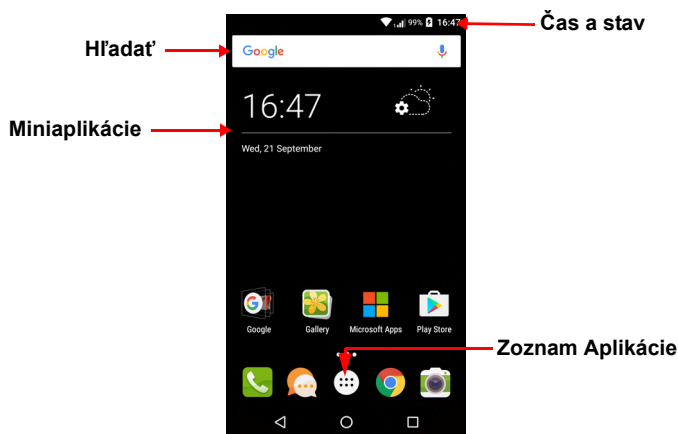 99% 16:47
Čas a stav
Hľadať
Google
16:47
Miniaplikácie
Wed, 21 September
Google Gallery Microsoft Apps Play Store
Zoznam Aplikácie